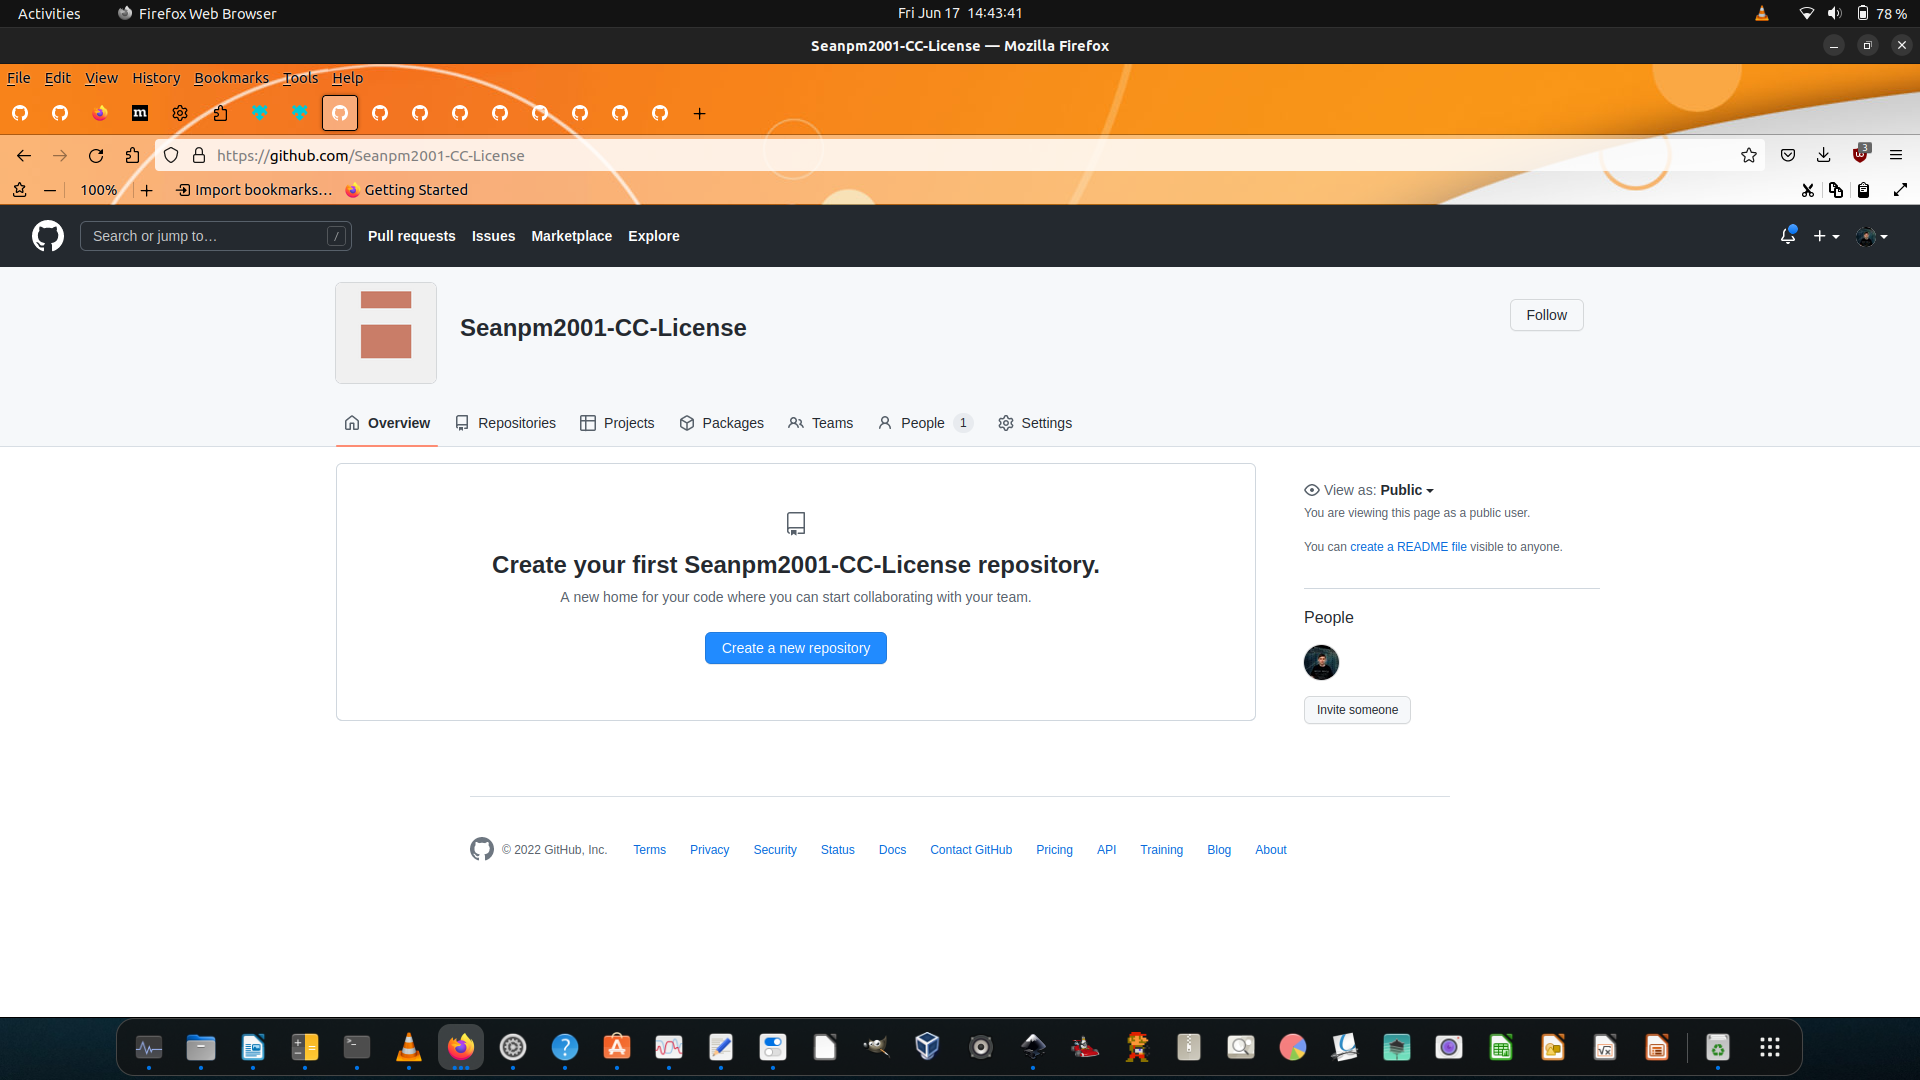 Activities Firefox Web Browser Fri Jun 17 14:43:41 78 %
Seanpm2001-CC-License — Mozilla Firefox
File Edit View History Bookmarks Tools Help
https://github.com/Seanpm2001-CC-License 3
100% Import bookmarks… Getting Started
Search or jump to… / Pull requests Issues Marketplace Explore
Seanpm2001-CC-License Follow
Overview Repositories Projects Packages Teams People 1 Settings
View as: Public
You are viewing this page as a public user.
You can create a README file visible to anyone.
Create your first Seanpm2001-CC-License repository.
A new home for your code where you can start collaborating with your team.
Create a new repository
People
Invite someone
© 2022 GitHub, Inc. Terms Privacy Security Status Docs Contact GitHub Pricing API Training Blog About